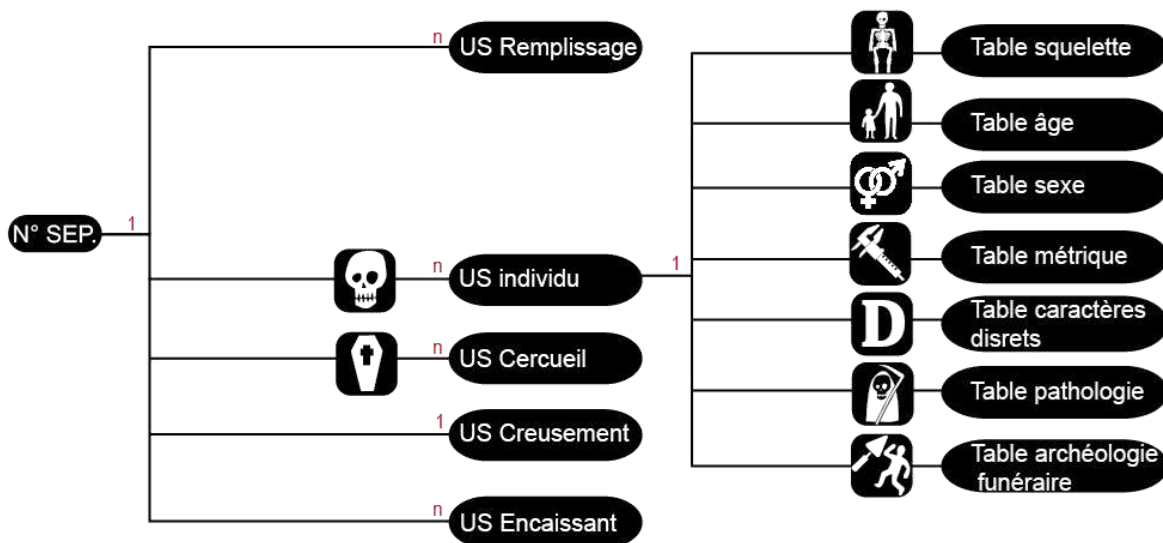 N° SEP.
1
n
US Remplissage
n
US individu
n
US Cercueil
1
US Creusement
n
US Encaissant
1
Table squelette
Table âge
Table sexe
Table métrique
D
Table caractères
disrets
Table pathologie
Table archéologie
funéraire